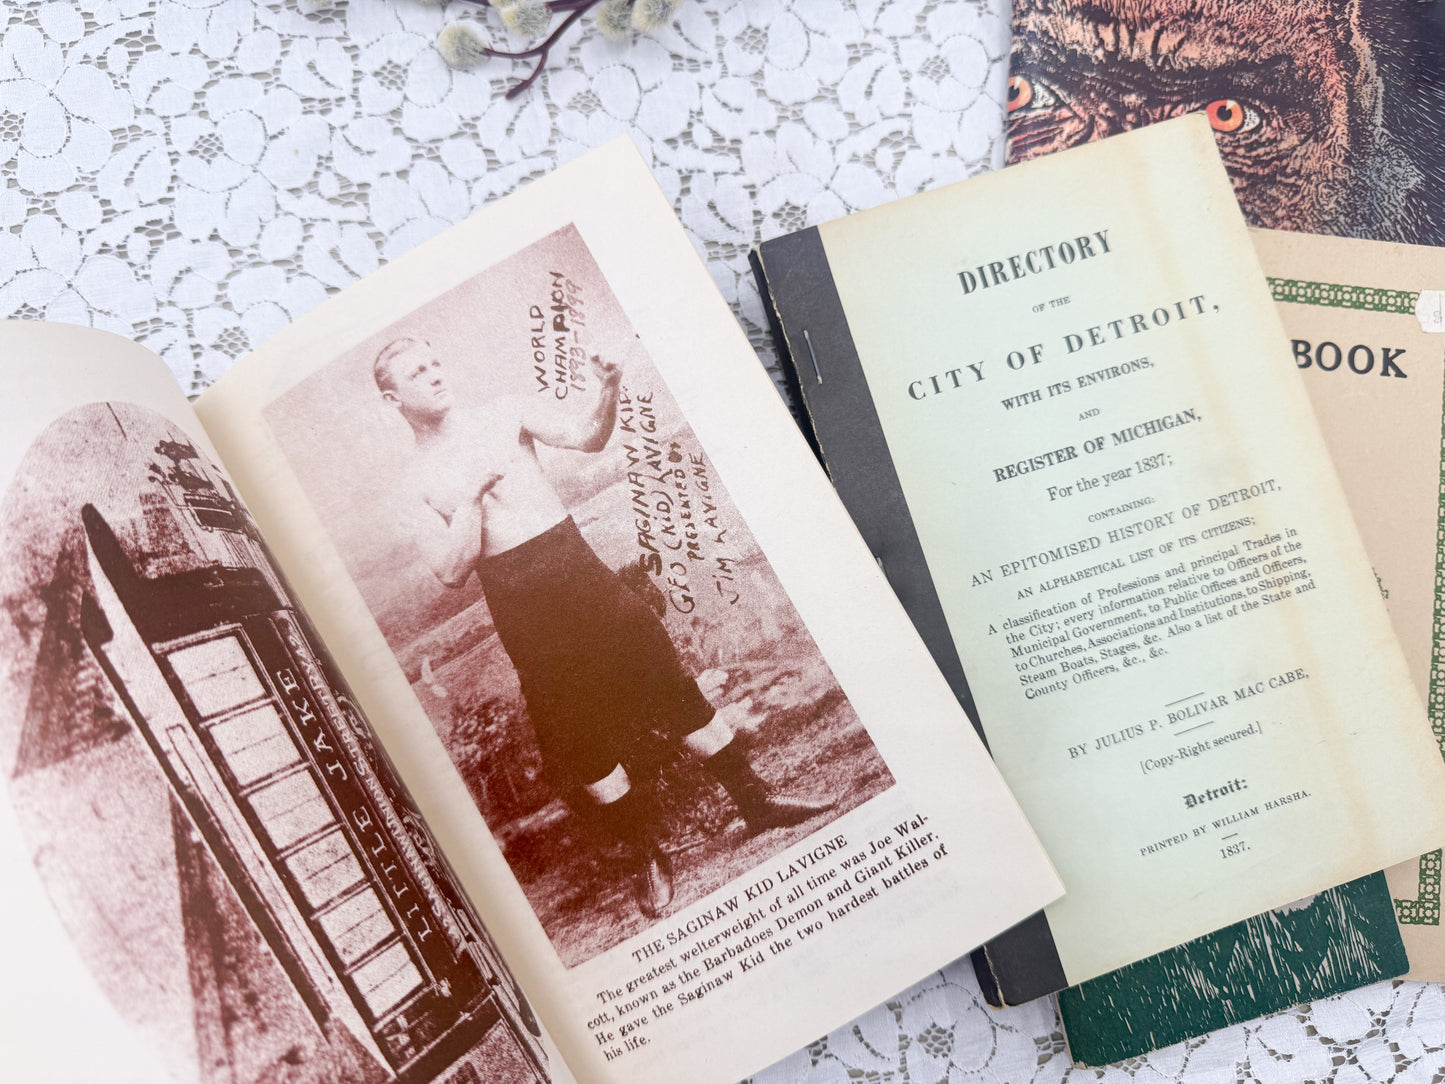 LITTLE JAKE
WORLD
CHAMPION
1893-1899
SAGINAW KID
GEO (KID) LAVIGNE
PRESENTED BY
JIM LAVIGNE
THE SAGINAW KID LAVIGNE
The greatest welterweight of all time was Joe Wal-
cott, known as the Barbadoes Demon and Giant Killer.
He gave the Saginaw Kid the two hardest battles of
his life.
DIRECTORY
OF THE
CITY OF DETROIT,
WITH ITS ENVIRONS,
AND
REGISTER OF MICHIGAN,
For the year 1837;
CONTAINING:
AN EPITOMISED HISTORY OF DETROIT,
AN ALPHABETICAL LIST OF ITS CITIZENS;
A classification of Professions and principal Trades in
the City; every information relative to Officers of the
Municipal Government, to Public Offices and Officers,
to Churches, Associations and Institutions, to Shipping,
Steam Boats, Stages, &c. Also a list of the State and
County Officers, &c., &c.
BY JULIUS P. BOLIVAR MAC CABE,
[Copy-Right secured.]
Detroit:
PRINTED BY WILLIAM HARSHA.
1837.
BOOK